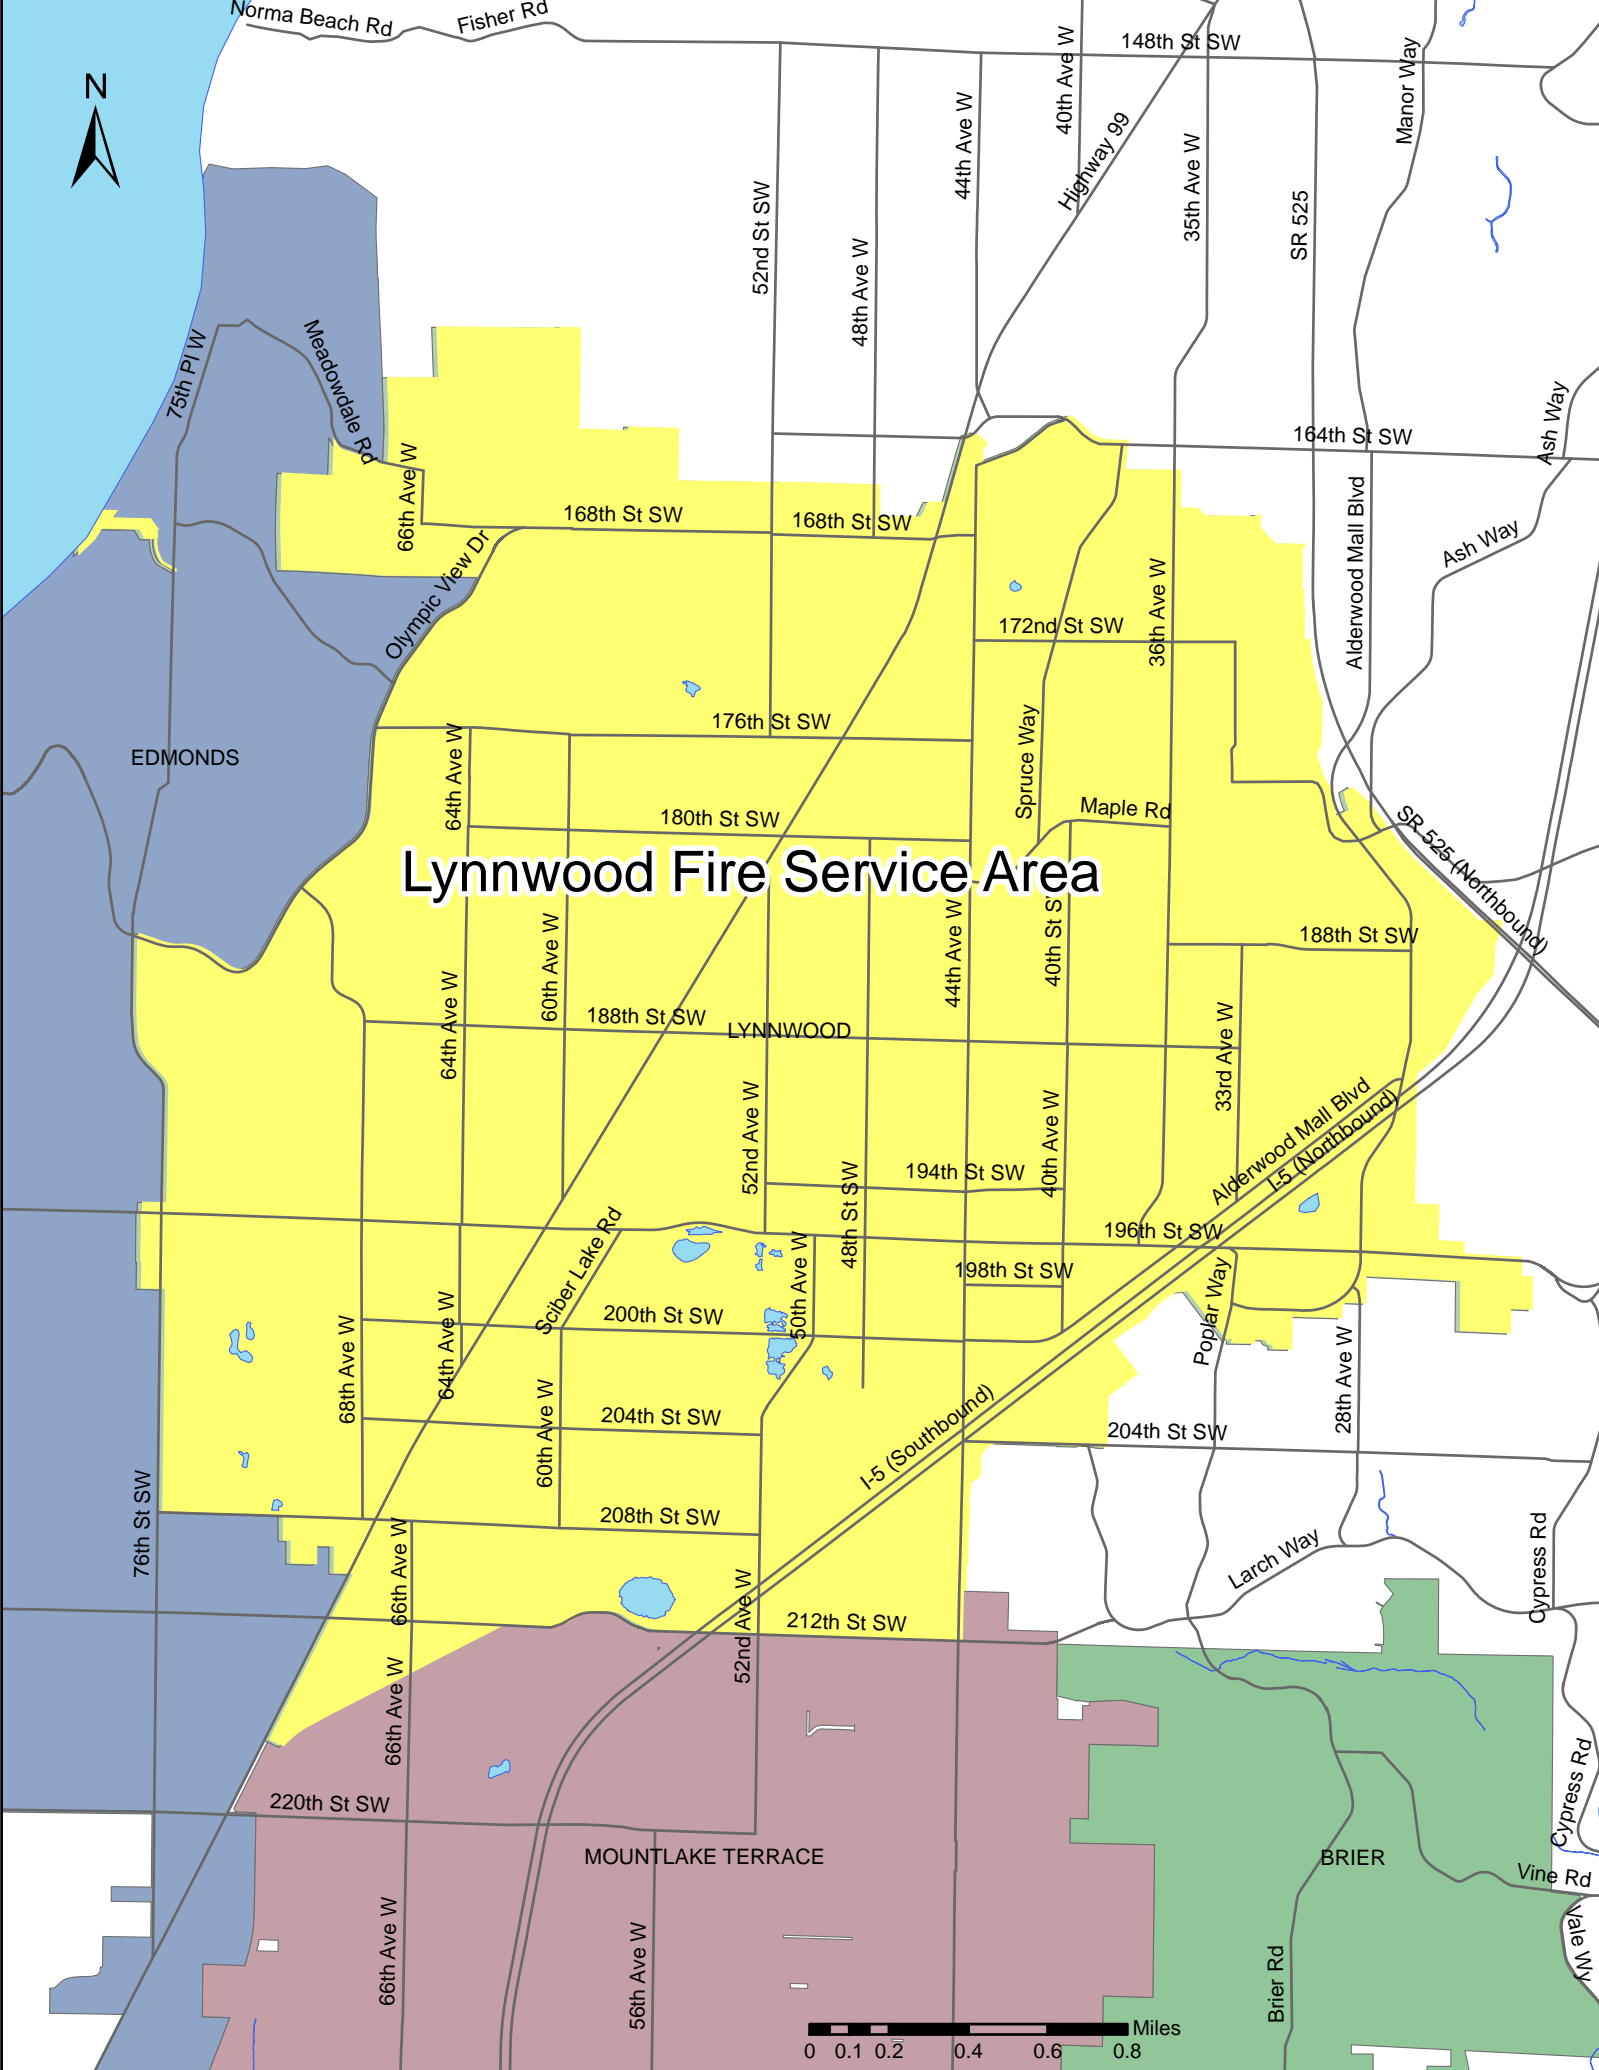 Norma Beach Rd
Fisher Rd
148th St SW
N
40th Ave W
Manor Way
44th Ave W
Highway 99
35th Ave W
52nd St SW
SR 525
48th Ave W
75th Pl W
Meadowdale Rd
Ash Way
164th St SW
66th Ave W
168th St SW
168th St SW
Alderwood Mall Blvd
Ash Way
Olympic View Dr
36th Ave W
172nd St SW
176th St SW
Spruce Way
EDMONDS
64th Ave W
180th St SW
Maple Rd
SR 525 (Northbound)
Lynnwood Fire Service Area
60th Ave W
44th Ave W
40th St S
188th St SW
64th Ave W
188th St SW
LYNNWOOD
33rd Ave W
52nd Ave W
40th Ave W
Alderwood Mall Blvd
I-5 (Northbound)
194th St SW
48th St SW
196th St SW
Sciber Lake Rd
50th Ave W
198th St SW
Poplar Way
200th St SW
68th Ave W
64th Ave W
28th Ave W
60th Ave W
204th St SW
I-5 (Southbound)
204th St SW
76th St SW
208th St SW
66th Ave W
Larch Way
Cypress Rd
52nd Ave W
212th St SW
66th Ave W
Cypress Rd
220th St SW
MOUNTLAKE TERRACE
BRIER
Vine Rd
66th Ave W
56th Ave W
Brier Rd
Vale Wy
Miles
0 0.1 0.2 0.4 0.6 0.8